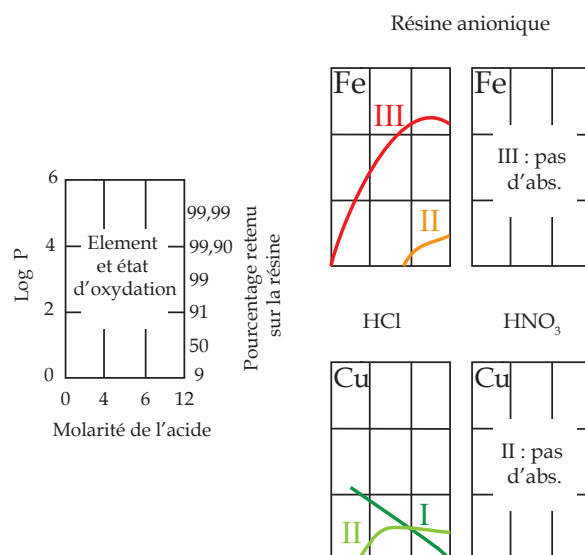 Résine anionique
Fe
III
II
Fe
III : pas
d'abs.
6
4
2
0
Log P
Element
et état
d'oxydation
99,99
99,90
99
91
50
9
Pourcentage retenu
sur la résine
0 4 6 12
Molarité de l'acide
HCl
HNO₃
Cu
I
II
Cu
II : pas
d'abs.